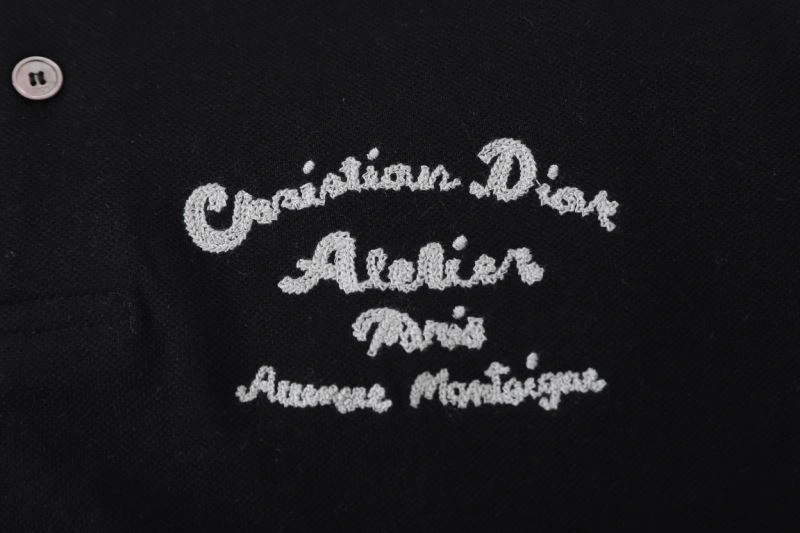 Christian Dior
Atelier
Paris
Avenue Montaigne